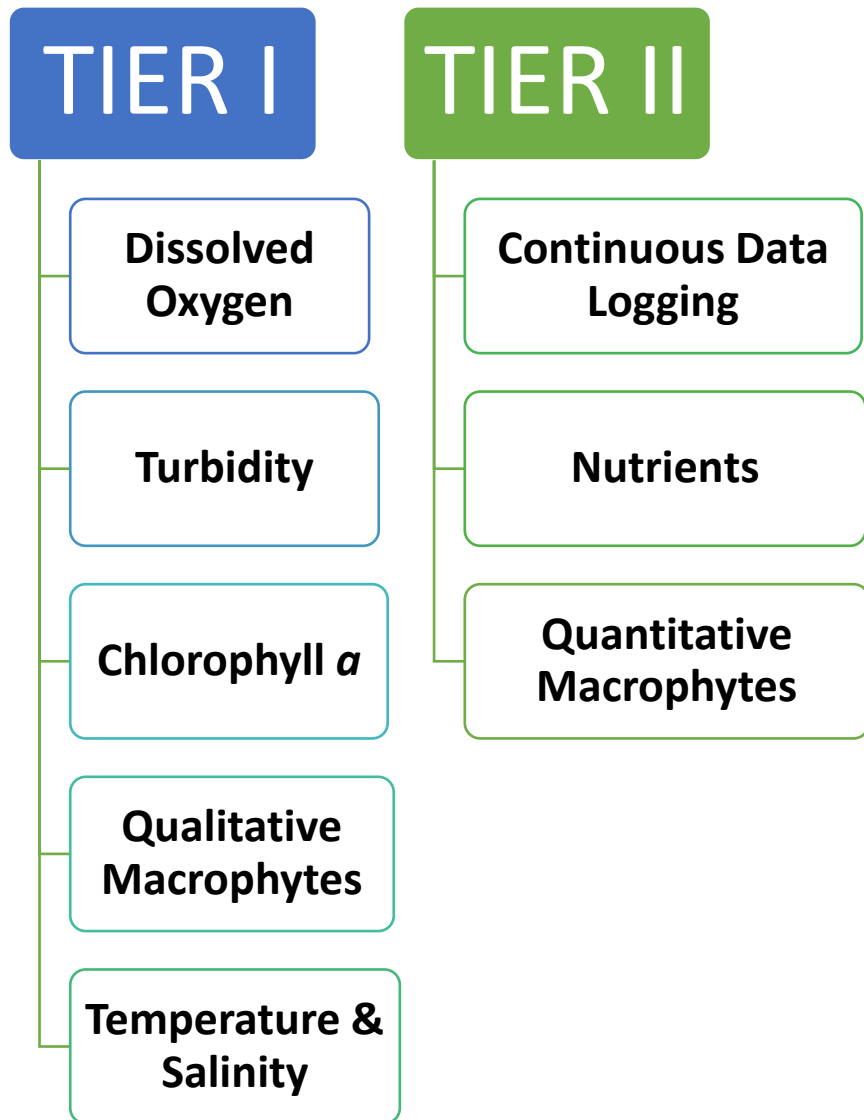 TIER I
Dissolved
Oxygen
Turbidity
Chlorophyll a
Qualitative
Macrophytes
Temperature &
Salinity
TIER II
Continuous Data
Logging
Nutrients
Quantitative
Macrophytes